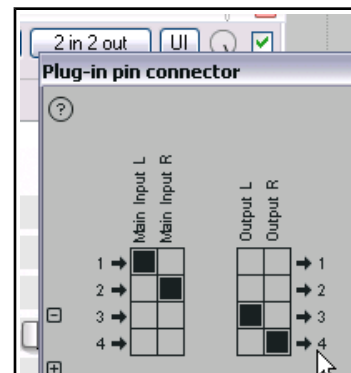 2 in 2 out UI
Plug-in pin connector
?
Main Input L
Main Input R
Output L
Output R
1
2
3
4
1
2
3
4